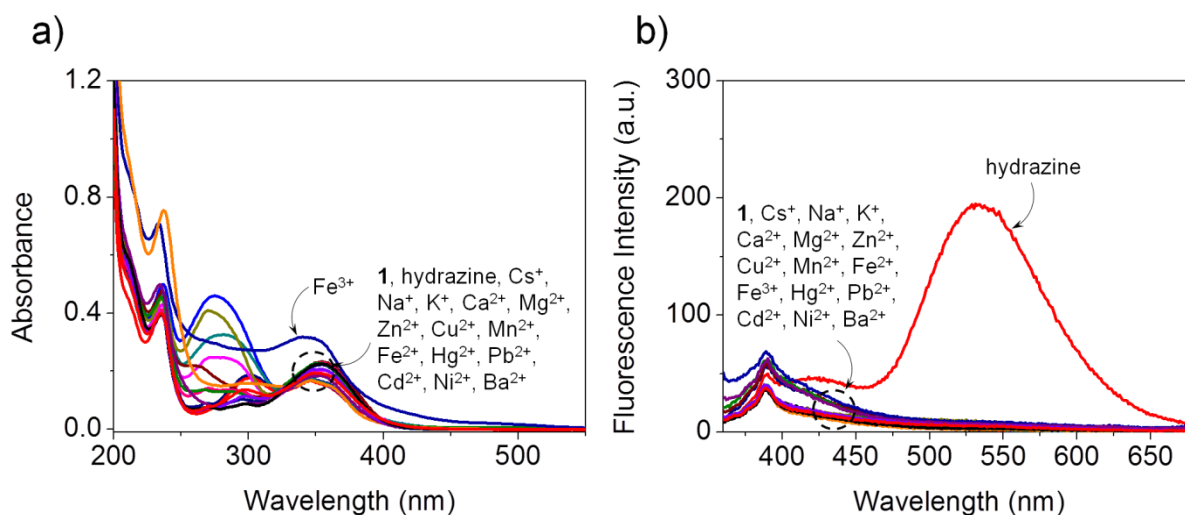 a)
1.2
0.8
0.4
0.0
Absorbance
200
300
400
500
Wavelength (nm)
Fe³⁺
1, hydrazine, Cs⁺,
Na⁺, K⁺, Ca²⁺, Mg²⁺,
Zn²⁺, Cu²⁺, Mn²⁺,
Fe²⁺, Hg²⁺, Pb²⁺,
Cd²⁺, Ni²⁺, Ba²⁺
b)
300
200
100
0
Fluorescence Intensity (a.u.)
400
450
500
550
600
650
Wavelength (nm)
hydrazine
1, Cs⁺, Na⁺, K⁺,
Ca²⁺, Mg²⁺, Zn²⁺,
Cu²⁺, Mn²⁺, Fe²⁺,
Fe³⁺, Hg²⁺, Pb²⁺,
Cd²⁺, Ni²⁺, Ba²⁺